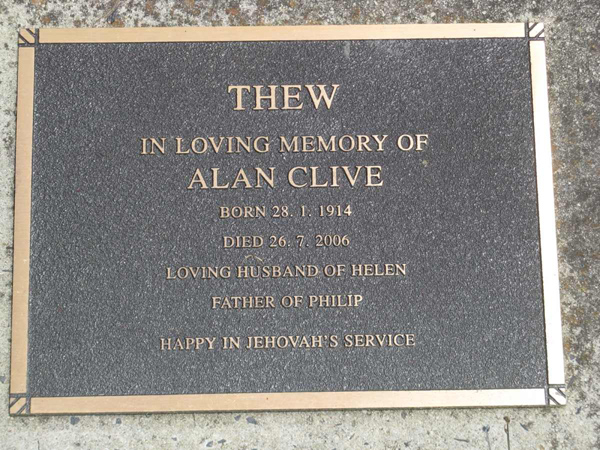 THEW
IN LOVING MEMORY OF
ALAN CLIVE
BORN 28. 1. 1914
DIED 26. 7. 2006
LOVING HUSBAND OF HELEN
FATHER OF PHILIP
HAPPY IN JEHOVAH'S SERVICE